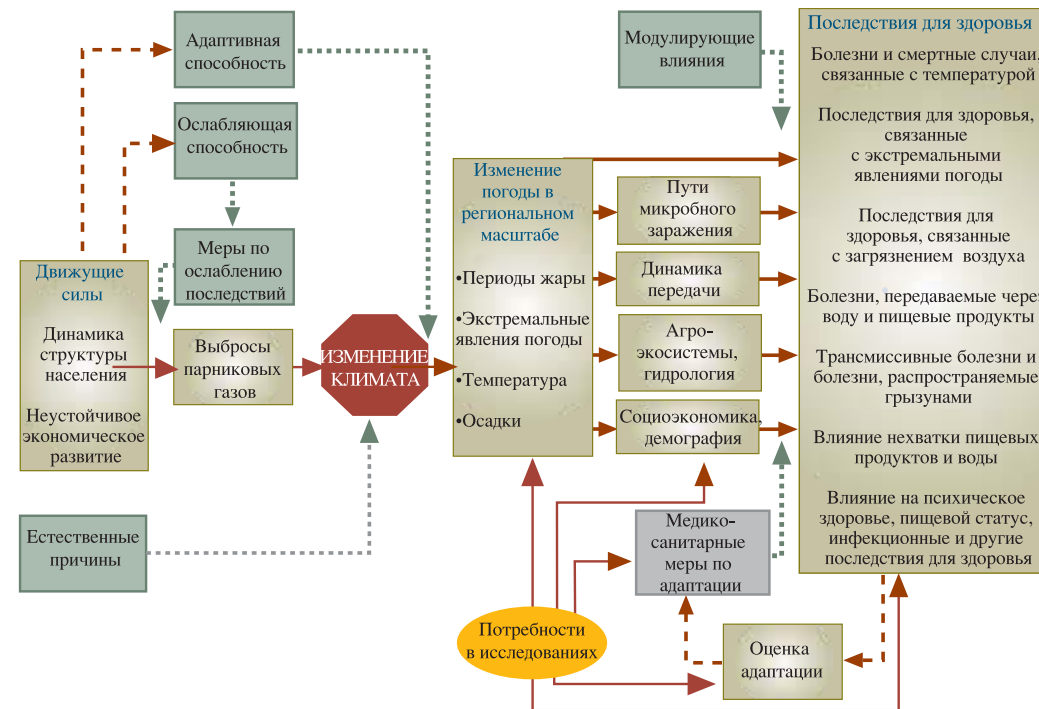 Адаптивная
способность
Ослабляющая
способность
Меры по
ослаблению
последствий
Движущие
силы
Динамика
структуры
населения
Неустойчивое
экономическое
развитие
Выбросы
парниковых
газов
ИЗМЕНЕНИЕ
КЛИМАТА
Естественные
причины
Изменение
погоды в
региональном
масштабе
•Периоды жары
•Экстремальные
явления погоды
•Температура
•Осадки
Модулирующие
влияния
Пути
микробного
заражения
Динамика
передачи
Агро-
экосистемы,
гидрология
Социоэкономика,
демография
Медико-
санитарные
меры по
адаптации
Потребности
в исследованиях
Оценка
адаптации
Последствия для здоровья
Болезни и смертные случаи,
связанные с температурой
Последствия для здоровья,
связанные
с экстремальными
явлениями погоды
Последствия для
здоровья, связанные
с загрязнением воздуха
Болезни, передаваемые через
воду и пищевые продукты
Трансмиссивные болезни и
болезни, распространяемые
грызунами
Влияние нехватки пищевых
продуктов и воды
Влияние на психическое
здоровье, пищевой статус,
инфекционные и другие
последствия для здоровья